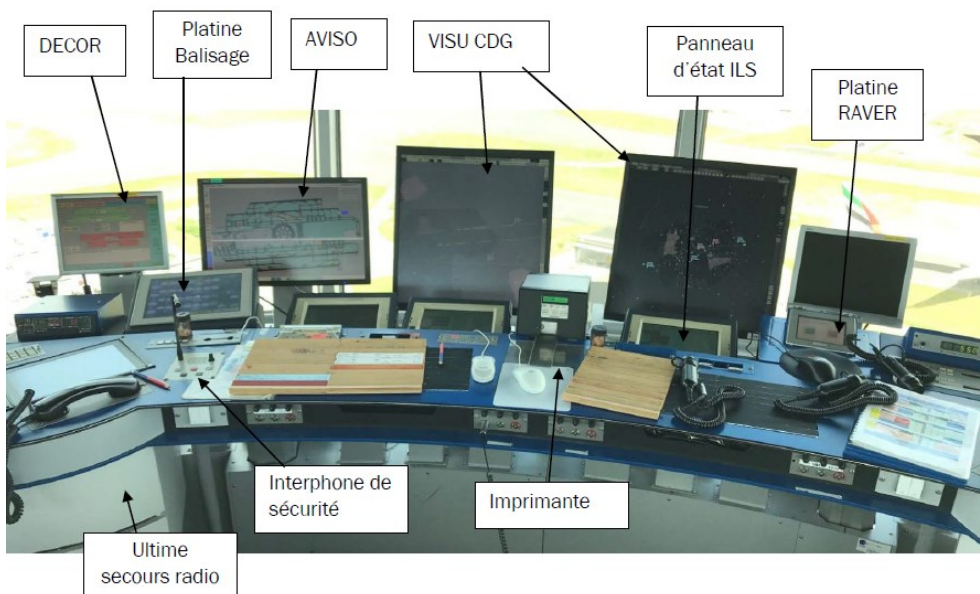 DECOR
Platine
Balisage
AVISO
VISU CDG
Panneau
d'état ILS
Platine
RAVER
Interphone de
sécurité
Imprimante
Ultime
secours radio